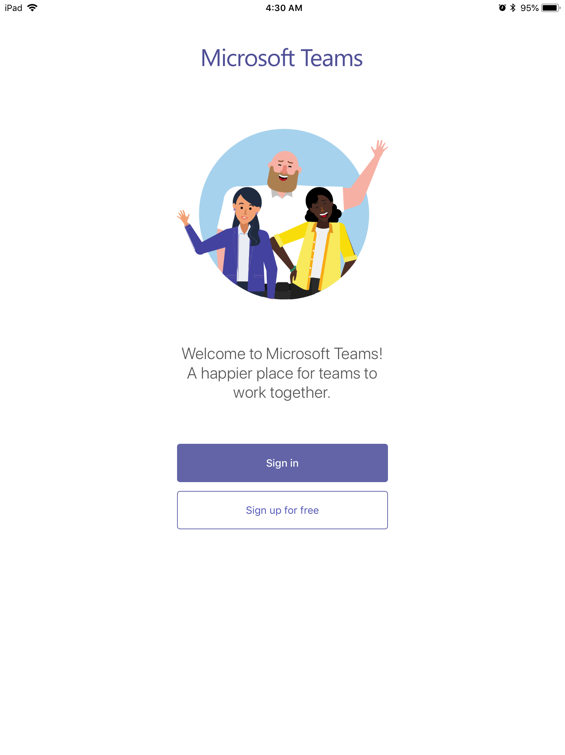 iPad 4:30 AM 95%
Microsoft Teams
Welcome to Microsoft Teams!
A happier place for teams to
work together.
Sign in
Sign up for free